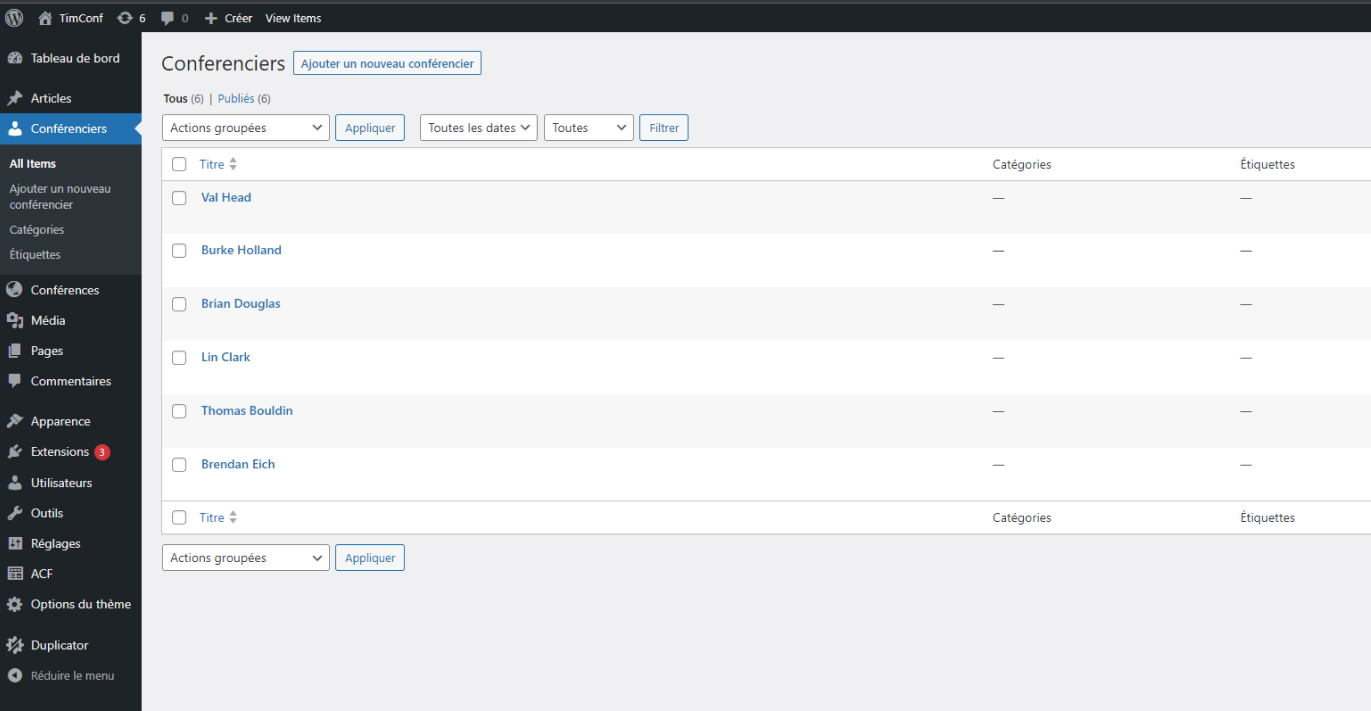 TimConf 6 0 Créer View Items
Tableau de bord
Articles
Conférenciers
All Items
Ajouter un nouveau
conférencier
Catégories
Étiquettes
Conférences
Média
Pages
Commentaires
Apparence
Extensions 3
Utilisateurs
Outils
Réglages
ACF
Options du thème
Duplicator
Réduire le menu
Conferenciers Ajouter un nouveau conférencier
Tous (6) | Publiés (6)
Actions groupées Appliquer Toutes les dates Toutes Filtrer
Titre Catégories Étiquettes
Val Head — —
Burke Holland — —
Brian Douglas — —
Lin Clark — —
Thomas Bouldin — —
Brendan Eich — —
Titre Catégories Étiquettes
Actions groupées Appliquer